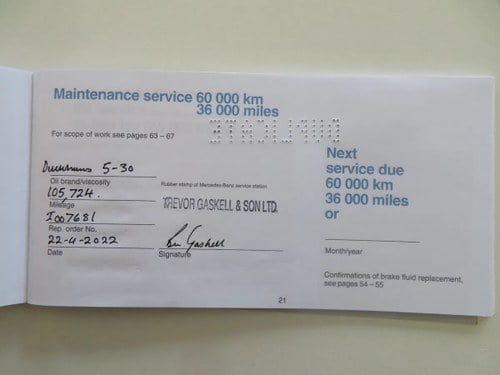 Maintenance service 60 000 km
36 000 miles
DUPLICATE
For scope of work see pages 63 – 67
Duckhams 5-30
Oil brand/viscosity
105,724.
Mileage
I007681
Rep. order No.
22-4-2022
Date
Rubber stamp of Mercedes-Benz service station
TREVOR GASKELL & SON LTD.
Ben Gaskell
Signature
Next
service due
60 000 km
36 000 miles
or
Month/year
Confirmations of brake fluid replacement,
see pages 54 – 55
21